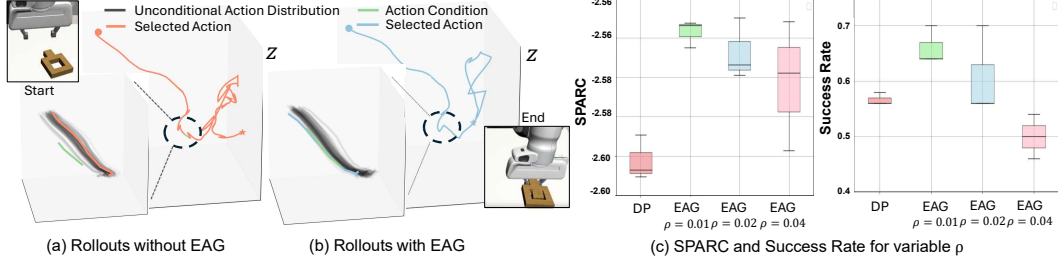 Unconditional Action Distribution
Selected Action
Action Condition
Selected Action
Start
Z
Z
End
(a) Rollouts without EAG
(b) Rollouts with EAG
SPARC
-2.56
-2.56
-2.58
-2.58
-2.60
-2.60
DP
EAG
EAG
EAG
ρ = 0.01
ρ = 0.02
ρ = 0.04
Success Rate
0.7
0.6
0.5
0.4
DP
EAG
EAG
EAG
ρ = 0.01
ρ = 0.02
ρ = 0.04
(c) SPARC and Success Rate for variable ρ